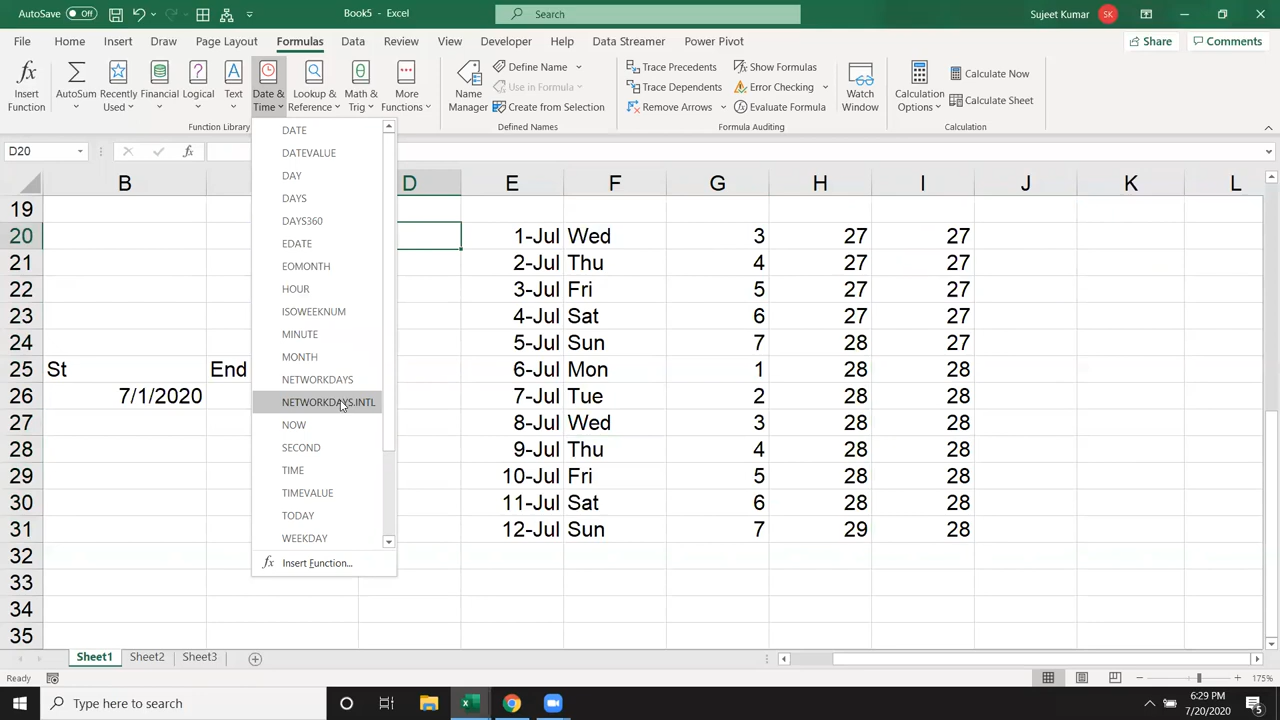 AutoSave Off Book5 - Excel Search Sujeet Kumar SK
File Home Insert Draw Page Layout Formulas Data Review View Developer Help Data Streamer Power Pivot Share Comments
Insert Function
AutoSum
Recently Used
Financial
Logical
Text
Date & Time
Lookup & Reference
Math & Trig
More Functions
Function Library
Name Manager
Define Name
Use in Formula
Create from Selection
Defined Names
Trace Precedents
Trace Dependents
Remove Arrows
Show Formulas
Error Checking
Evaluate Formula
Formula Auditing
Watch Window
Calculation Options
Calculate Now
Calculate Sheet
Calculation
D20 fx
DATE
DATEVALUE
DAY
DAYS
DAYS360
EDATE
EOMONTH
HOUR
ISOWEEKNUM
MINUTE
MONTH
NETWORKDAYS
NETWORKDAYS.INTL
NOW
SECOND
TIME
TIMEVALUE
TODAY
WEEKDAY
fx Insert Function...
B D E F G H I J K L
19
20 1-Jul Wed 3 27 27
21 2-Jul Thu 4 27 27
22 3-Jul Fri 5 27 27
23 4-Jul Sat 6 27 27
24 5-Jul Sun 7 28 27
25 St End 6-Jul Mon 1 28 28
26 7/1/2020 7-Jul Tue 2 28 28
27 8-Jul Wed 3 28 28
28 9-Jul Thu 4 28 28
29 10-Jul Fri 5 28 28
30 11-Jul Sat 6 28 28
31 12-Jul Sun 7 29 28
32
33
34
35
Sheet1 Sheet2 Sheet3
Ready 175%
Type here to search
6:29 PM
7/20/2020
5